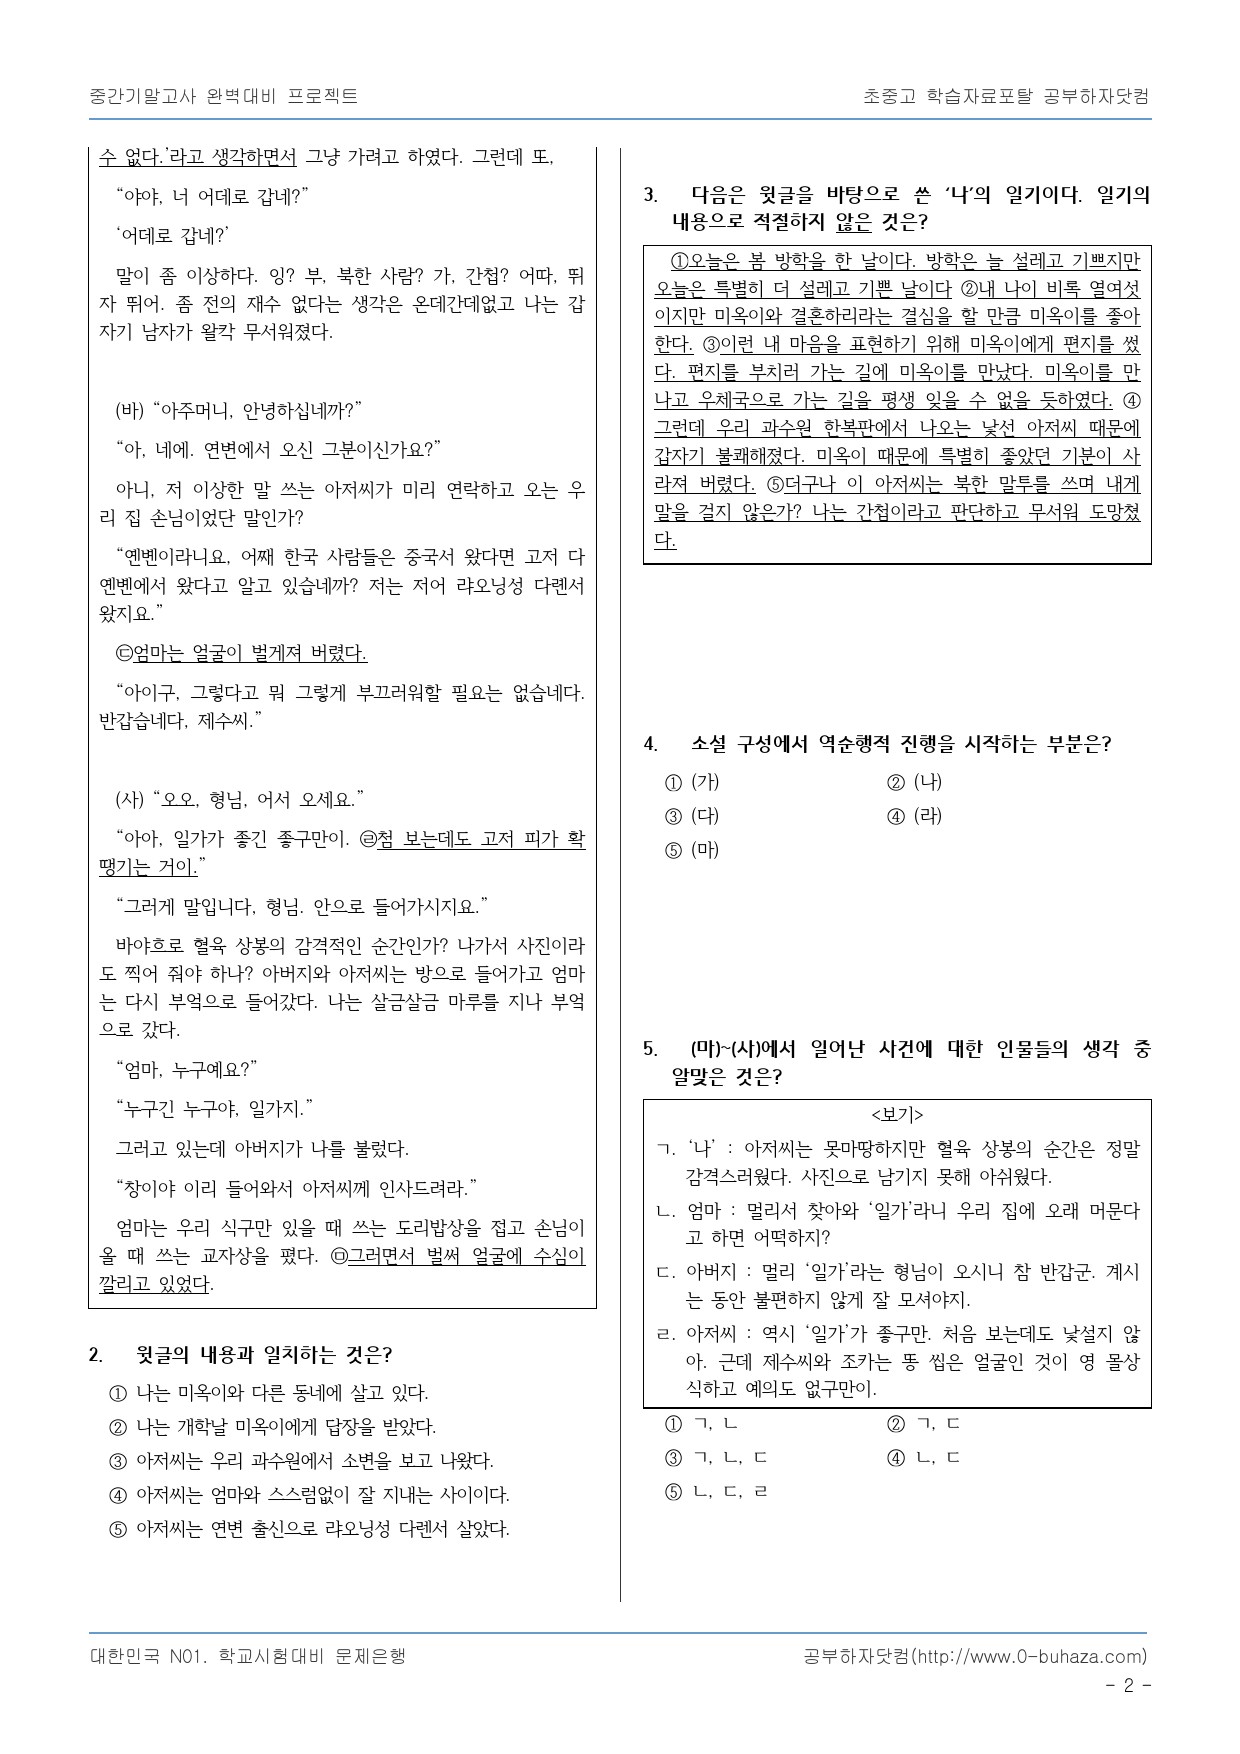 중간기말고사 완벽대비 프로젝트
초중고 학습자료포탈 공부하자닷컴
수 없다.’라고 생각하면서 그냥 가려고 하였다. 그런데 또,
“야야, 너 어데로 갑네?”
‘어데로 갑네?’
말이 좀 이상하다. 잉? 부, 북한 사람? 가, 간첩? 어따, 뛰
자 뛰어. 좀 전의 재수 없다는 생각은 온데간데없고 나는 갑
자기 남자가 왈칵 무서워졌다.
(바) “아주머니, 안녕하십네까?”
“아, 네에. 연변에서 오신 그분이신가요?”
아니, 저 이상한 말 쓰는 아저씨가 미리 연락하고 오는 우
리 집 손님이었단 말인가?
“옌볜이라니요, 어째 한국 사람들은 중국서 왔다면 고저 다
옌볜에서 왔다고 알고 있습네까? 저는 저어 랴오닝성 다롄서
왔지요.”
㉢엄마는 얼굴이 벌게져 버렸다.
“아이구, 그렇다고 뭐 그렇게 부끄러워할 필요는 없습네다.
반갑습네다, 제수씨.”
(사) “오오, 형님, 어서 오세요.”
“아아, 일가가 좋긴 좋구만이. ㉣첨 보는데도 고저 피가 확
땡기는 거이.”
“그러게 말입니다, 형님. 안으로 들어가시지요.”
바야흐로 혈육 상봉의 감격적인 순간인가? 나가서 사진이라
도 찍어 줘야 하나? 아버지와 아저씨는 방으로 들어가고 엄마
는 다시 부엌으로 들어갔다. 나는 살금살금 마루를 지나 부엌
으로 갔다.
“엄마, 누구예요?”
“누구긴 누구야, 일가지.”
그러고 있는데 아버지가 나를 불렀다.
“창이야 이리 들어와서 아저씨께 인사드려라.”
엄마는 우리 식구만 있을 때 쓰는 도리밥상을 접고 손님이
올 때 쓰는 교자상을 폈다. ㉤그러면서 벌써 얼굴에 수심이
깔리고 있었다.
2. 윗글의 내용과 일치하는 것은?
① 나는 미옥이와 다른 동네에 살고 있다.
② 나는 개학날 미옥이에게 답장을 받았다.
③ 아저씨는 우리 과수원에서 소변을 보고 나왔다.
④ 아저씨는 엄마와 스스럼없이 잘 지내는 사이이다.
⑤ 아저씨는 연변 출신으로 랴오닝성 다롄서 살았다.
3. 다음은 윗글을 바탕으로 쓴 ‘나’의 일기이다. 일기의
내용으로 적절하지 않은 것은?
①오늘은 봄 방학을 한 날이다. 방학은 늘 설레고 기쁘지만
오늘은 특별히 더 설레고 기쁜 날이다 ②내 나이 비록 열여섯
이지만 미옥이와 결혼하리라는 결심을 할 만큼 미옥이를 좋아
한다. ③이런 내 마음을 표현하기 위해 미옥이에게 편지를 썼
다. 편지를 부치러 가는 길에 미옥이를 만났다. 미옥이를 만
나고 우체국으로 가는 길을 평생 잊을 수 없을 듯하였다. ④
그런데 우리 과수원 한복판에서 나오는 낯선 아저씨 때문에
갑자기 불쾌해졌다. 미옥이 때문에 특별히 좋았던 기분이 사
라져 버렸다. ⑤더구나 이 아저씨는 북한 말투를 쓰며 내게
말을 걸지 않은가? 나는 간첩이라고 판단하고 무서워 도망쳤
다.
4. 소설 구성에서 역순행적 진행을 시작하는 부분은?
① (가) ② (나)
③ (다) ④ (라)
⑤ (마)
5. (마)~(사)에서 일어난 사건에 대한 인물들의 생각 중
알맞은 것은?
<보기>
ㄱ. ‘나’ : 아저씨는 못마땅하지만 혈육 상봉의 순간은 정말
감격스러웠다. 사진으로 남기지 못해 아쉬웠다.
ㄴ. 엄마 : 멀리서 찾아와 ‘일가’라니 우리 집에 오래 머문다
고 하면 어떡하지?
ㄷ. 아버지 : 멀리 ‘일가’라는 형님이 오시니 참 반갑군. 계시
는 동안 불편하지 않게 잘 모셔야지.
ㄹ. 아저씨 : 역시 ‘일가’가 좋구만. 처음 보는데도 낯설지 않
아. 근데 제수씨와 조카는 똥 씹은 얼굴인 것이 영 몰상
식하고 예의도 없구만이.
① ㄱ, ㄴ ② ㄱ, ㄷ
③ ㄱ, ㄴ, ㄷ ④ ㄴ, ㄷ
⑤ ㄴ, ㄷ, ㄹ
대한민국 N01. 학교시험대비 문제은행
공부하자닷컴(http://www.0-buhaza.com)
- 2 -